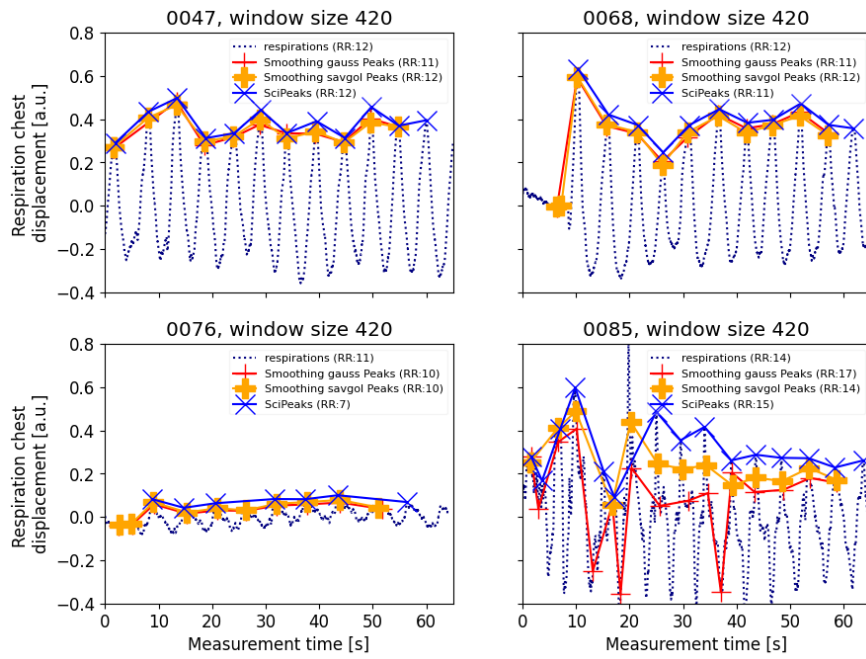 0047, window size 420
0068, window size 420
0.8
0.6
0.4
0.2
0.0
−0.2
−0.4
Respiration chest
displacement [a.u.]
respirations (RR:12)
Smoothing gauss Peaks (RR:11)
Smoothing savgol Peaks (RR:12)
SciPeaks (RR:12)
respirations (RR:12)
Smoothing gauss Peaks (RR:11)
Smoothing savgol Peaks (RR:12)
SciPeaks (RR:11)
0076, window size 420
0085, window size 420
0.8
0.6
0.4
0.2
0.0
−0.2
−0.4
Respiration chest
displacement [a.u.]
respirations (RR:11)
Smoothing gauss Peaks (RR:10)
Smoothing savgol Peaks (RR:10)
SciPeaks (RR:7)
respirations (RR:14)
Smoothing gauss Peaks (RR:17)
Smoothing savgol Peaks (RR:14)
SciPeaks (RR:15)
0 10 20 30 40 50 60
0 10 20 30 40 50 60
Measurement time [s]
Measurement time [s]